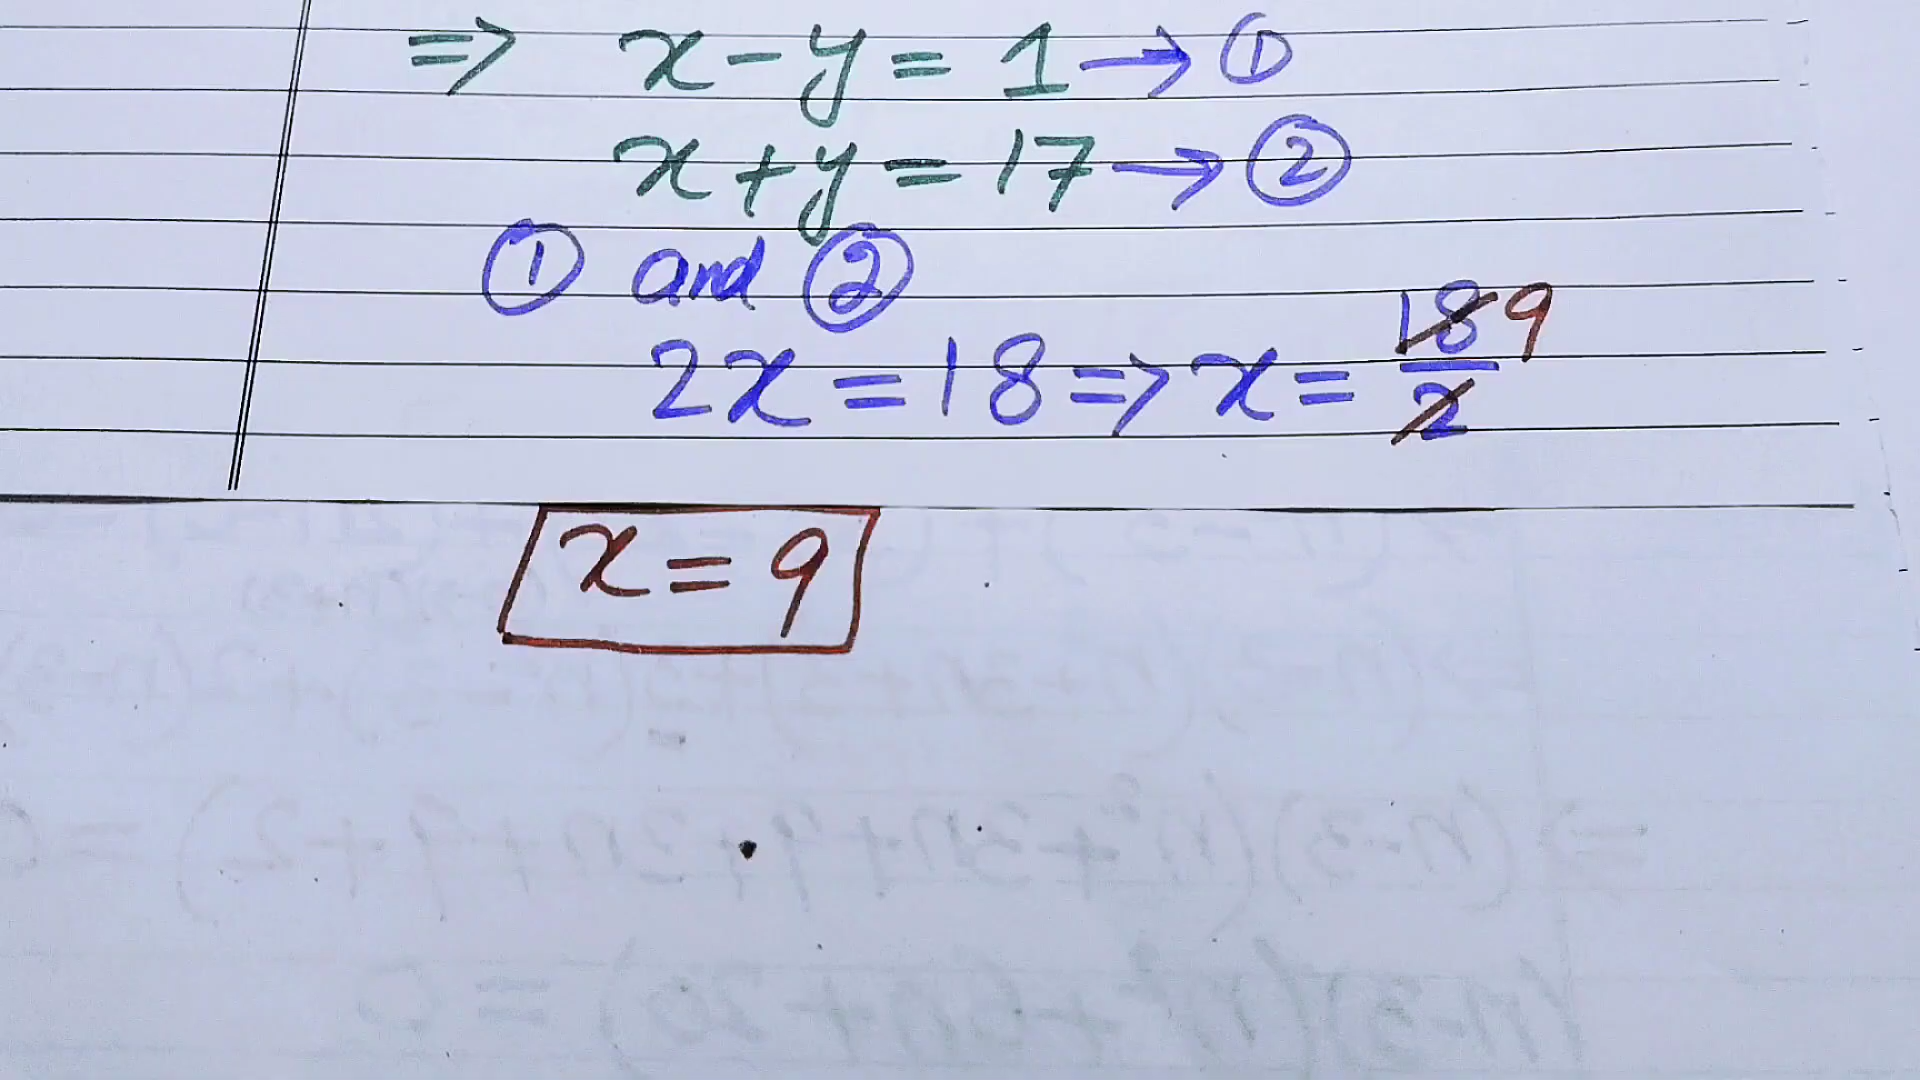 ⇒ x - y = 1 → ①
x + y = 17 → ②
① and ②
2x = 18 ⇒ x = 18/2 9
x = 9